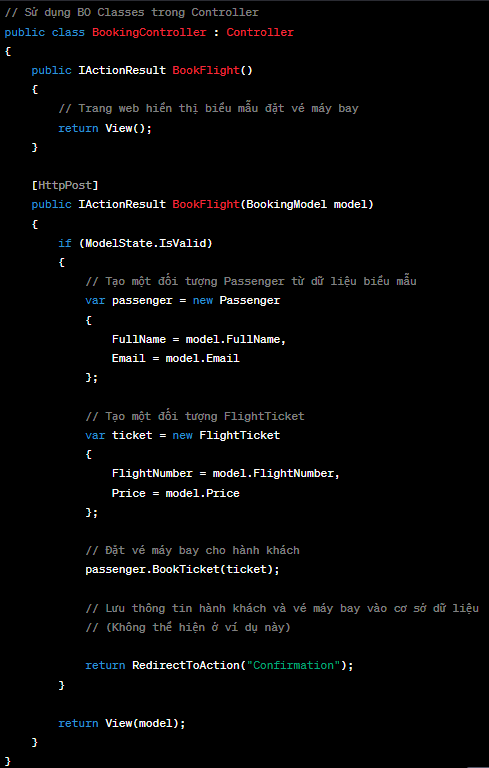 // Sử dụng BO Classes trong Controller
public class BookingController : Controller
{
    public IActionResult BookFlight()
    {
        // Trang web hiển thị biểu mẫu đặt vé máy bay
        return View();
    }

    [HttpPost]
    public IActionResult BookFlight(BookingModel model)
    {
        if (ModelState.IsValid)
        {
            // Tạo một đối tượng Passenger từ dữ liệu biểu mẫu
            var passenger = new Passenger
            {
                FullName = model.FullName,
                Email = model.Email
            };

            // Tạo một đối tượng FlightTicket
            var ticket = new FlightTicket
            {
                FlightNumber = model.FlightNumber,
                Price = model.Price
            };

            // Đặt vé máy bay cho hành khách
            passenger.BookTicket(ticket);

            // Lưu thông tin hành khách và vé máy bay vào cơ sở dữ liệu
            // (Không thể hiện ở ví dụ này)

            return RedirectToAction("Confirmation");
        }

        return View(model);
    }
}